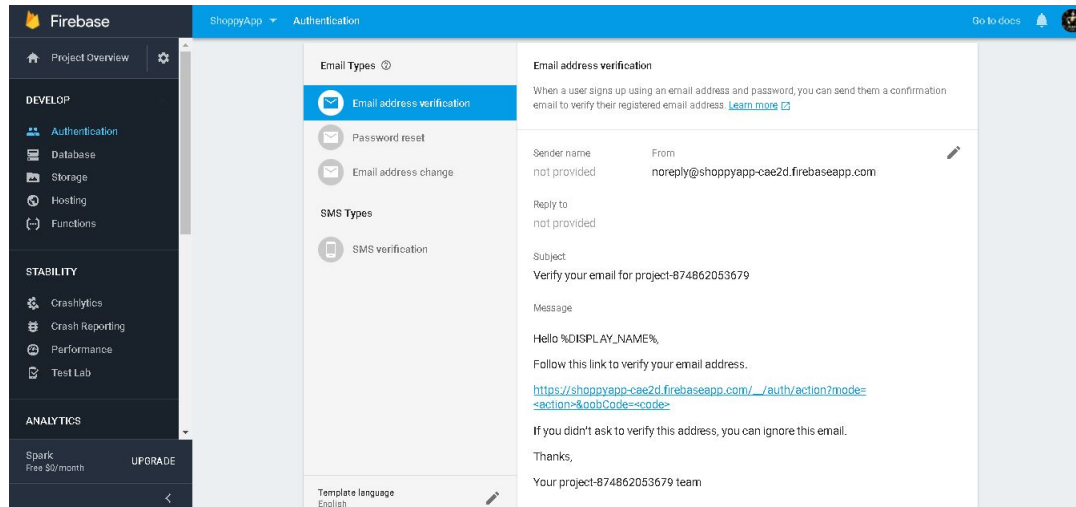 Firebase
ShoppyApp
Authentication
Go to docs
Project Overview
DEVELOP
Authentication
Database
Storage
Hosting
Functions
STABILITY
Crashlytics
Crash Reporting
Performance
Test Lab
ANALYTICS
Spark
Free $0/month
UPGRADE
Email Types
Email address verification
Password reset
Email address change
SMS Types
SMS verification
Template language
English
Email address verification
When a user signs up using an email address and password, you can send them a confirmation
email to verify their registered email address. Learn more
Sender name
From
not provided
noreply@shoppyapp-cae2d.firebaseapp.com
Reply to
not provided
Subject
Verify your email for project-874862053679
Message
Hello %DISPLAY_NAME%,
Follow this link to verify your email address.
https://shoppyapp-cae2d.firebaseapp.com/__/auth/action?mode=
<action>&oobCode=<code>
If you didn't ask to verify this address, you can ignore this email.
Thanks,
Your project-874862053679 team